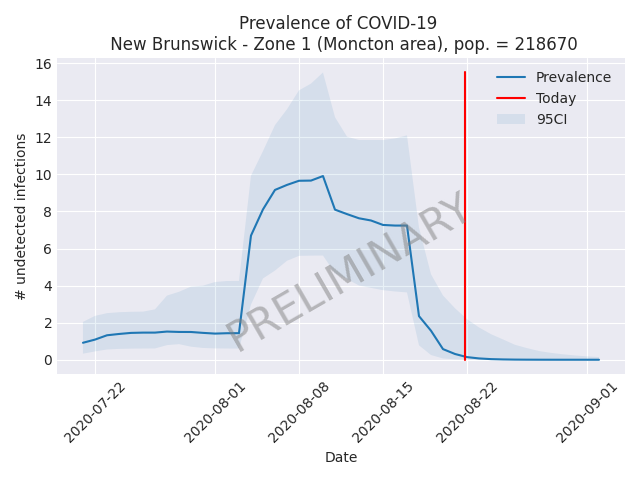 Prevalence of COVID-19
New Brunswick - Zone 1 (Moncton area), pop. = 218670
16
14
12
10
8
6
4
2
0
# undetected infections
Prevalence
Today
95CI
PRELIMINARY
2020-07-22
2020-08-01
2020-08-08
2020-08-15
2020-08-22
2020-09-01
Date